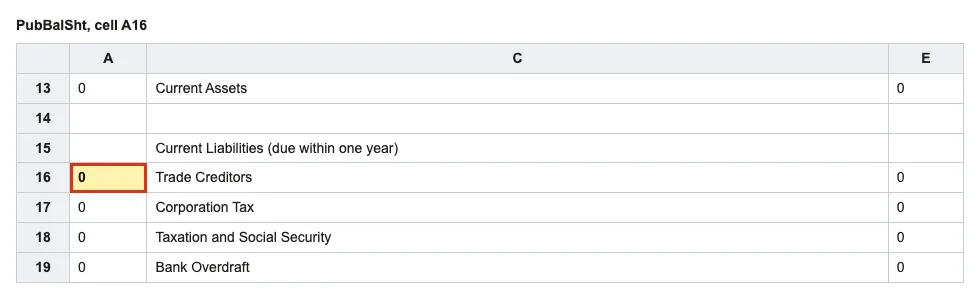 PubBalSht, cell A16
A C E
13 0 Current Assets 0
14
15 Current Liabilities (due within one year)
16 0 Trade Creditors 0
17 0 Corporation Tax 0
18 0 Taxation and Social Security 0
19 0 Bank Overdraft 0